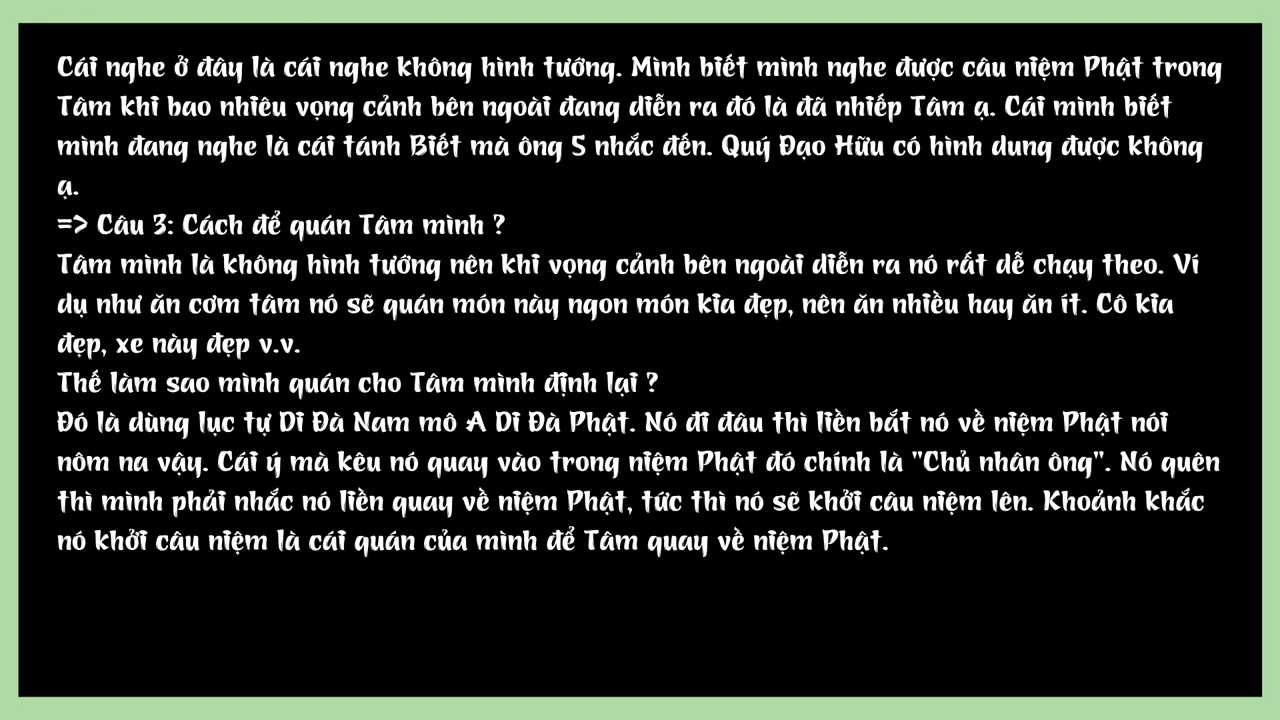 Cái nghe ở đây là cái nghe không hình tướng. Mình biết mình nghe được câu niệm Phật trong
Tâm khi bao nhiêu vọng cảnh bên ngoài đang diễn ra đó là đã nhiếp Tâm ạ. Cái mình biết
mình đang nghe là cái tánh Biết mà ông S nhắc đến. Quý Đạo Hữu có hình dung được không
ạ.
=> Câu 3: Cách để quán Tâm mình ?
Tâm mình là không hình tướng nên khi vọng cảnh bên ngoài diễn ra nó rất dễ chạy theo. Ví
dụ như ăn cơm tâm nó sẽ quán món này ngon món kia đẹp, nên ăn nhiều hay ăn ít. Cô kia
đẹp, xe này đẹp v.v.
Thế làm sao mình quán cho Tâm mình định lại ?
Đó là dùng lục tự Di Đà Nam mô A Di Đà Phật. Nó đi đâu thì liền bắt nó về niệm Phật nói
nôm na vậy. Cái ý mà kêu nó quay vào trong niệm Phật đó chính là "Chủ nhân ông". Nó quên
thì mình phải nhắc nó liền quay về niệm Phật, tức thì nó sẽ khởi câu niệm lên. Khoảnh khắc
nó khởi câu niệm là cái quán của mình để Tâm quay về niệm Phật.